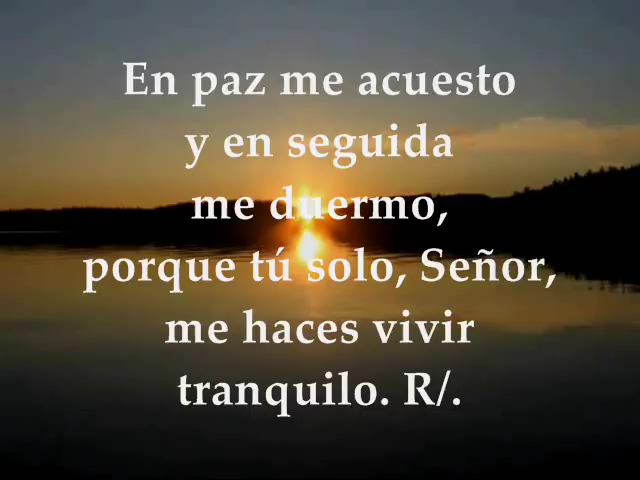 En paz me acuesto
y en seguida
me duermo,
porque tú solo, Señor,
me haces vivir
tranquilo. R/.